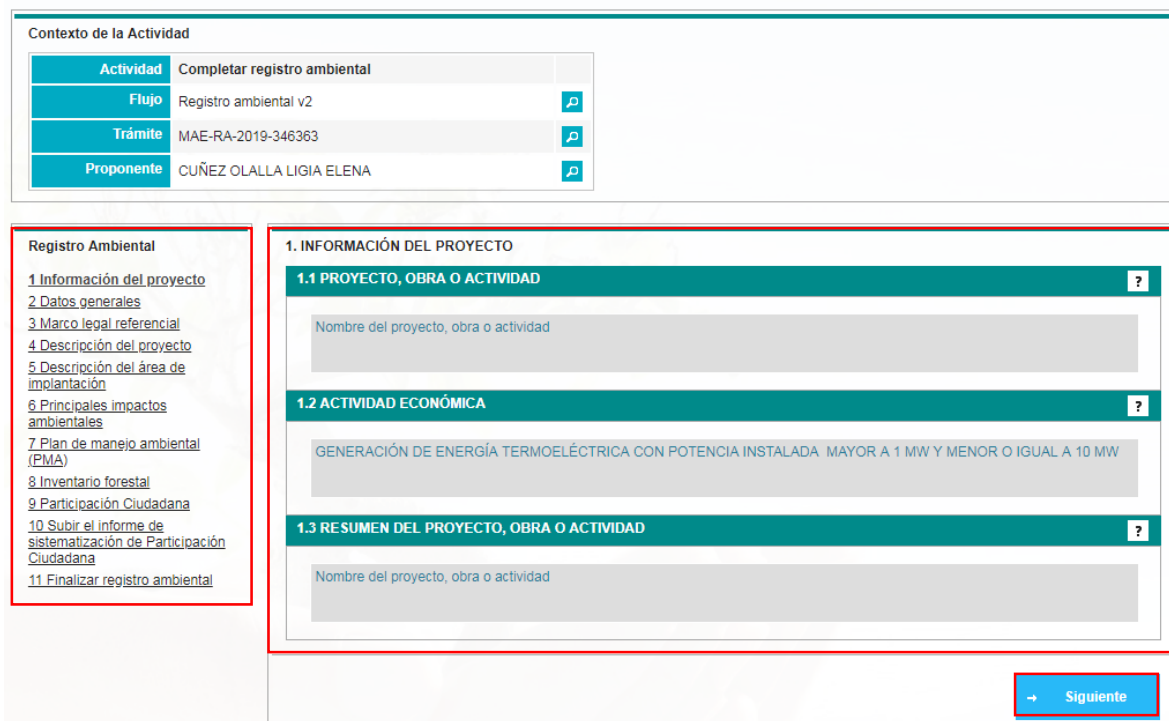 Contexto de la Actividad
Actividad Completar registro ambiental
Flujo Registro ambiental v2
Trámite MAE-RA-2019-346363
Proponente CUÑEZ OLALLA LIGIA ELENA
Registro Ambiental
1 Información del proyecto
2 Datos generales
3 Marco legal referencial
4 Descripción del proyecto
5 Descripción del área de
implantación
6 Principales impactos
ambientales
7 Plan de manejo ambiental
(PMA)
8 Inventario forestal
9 Participación Ciudadana
10 Subir el informe de
sistematización de Participación
Ciudadana
11 Finalizar registro ambiental
1. INFORMACIÓN DEL PROYECTO
1.1 PROYECTO, OBRA O ACTIVIDAD ?
Nombre del proyecto, obra o actividad
1.2 ACTIVIDAD ECONÓMICA ?
GENERACIÓN DE ENERGÍA TERMOELÉCTRICA CON POTENCIA INSTALADA MAYOR A 1 MW Y MENOR O IGUAL A 10 MW
1.3 RESUMEN DEL PROYECTO, OBRA O ACTIVIDAD ?
Nombre del proyecto, obra o actividad
→ Siguiente